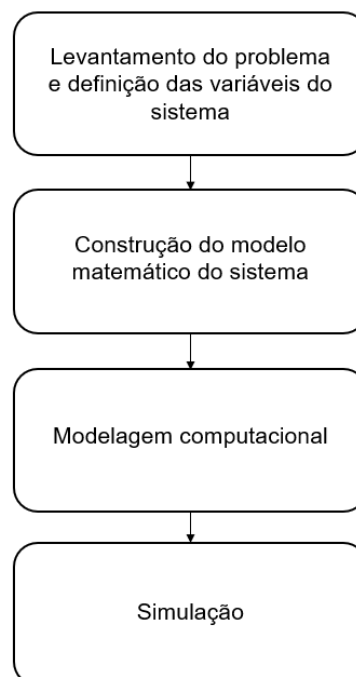 Levantamento do problema
e definição das variáveis do
sistema
Construção do modelo
matemático do sistema
Modelagem computacional
Simulação